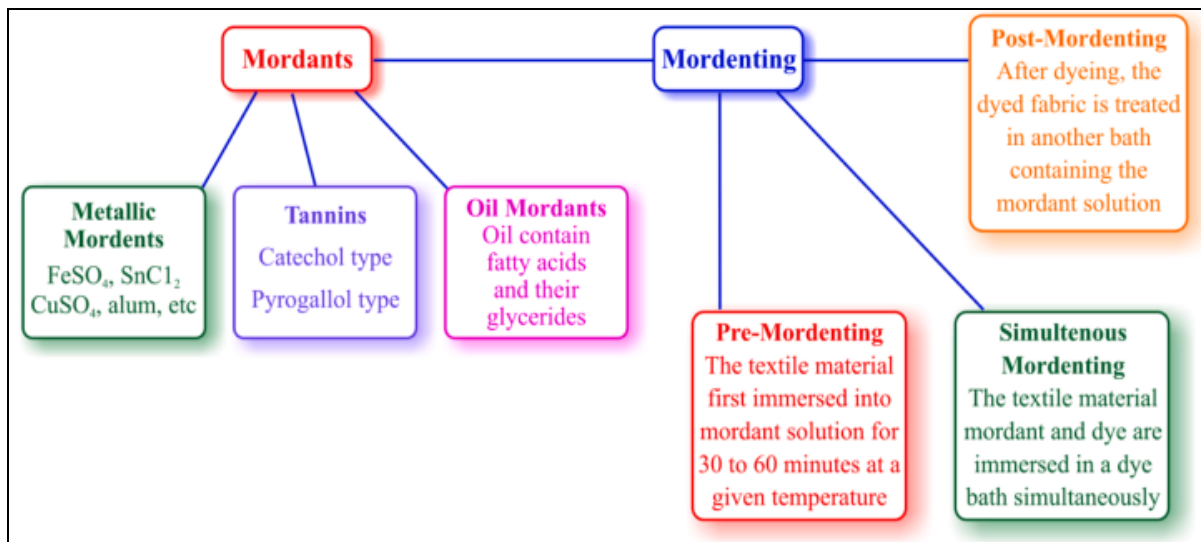 Mordants
Mordenting
Post-Mordenting
After dyeing, the
dyed fabric is treated
in another bath
containing the
mordant solution
Metallic
Mordents
FeSO₄, SnC1₂
CuSO₄, alum, etc
Tannins
Catechol type
Pyrogallol type
Oil Mordants
Oil contain
fatty acids
and their
glycerides
Pre-Mordenting
The textile material
first immersed into
mordant solution for
30 to 60 minutes at a
given temperature
Simultenous
Mordenting
The textile material
mordant and dye are
immersed in a dye
bath simultaneously